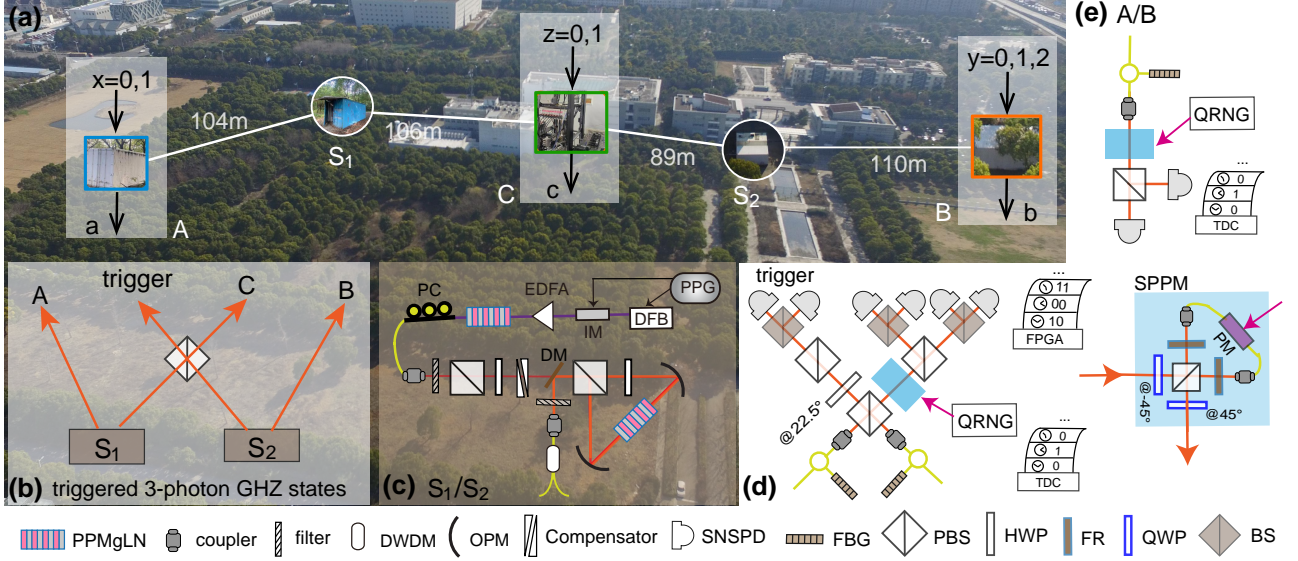 (a)
x=0,1
a
A
104m
S1
106m
z=0,1
C
c
89m
S2
110m
y=0,1,2
B
b
(e) A/B
QRNG
...
0
1
0
TDC
A
trigger
C
B
S1
S2
(b) triggered 3-photon GHZ states
PC
EDFA
IM
DFB
PPG
DM
(c) S1/S2
trigger
@22.5°
QRNG
(d)
...
11
00
10
FPGA
...
0
1
0
TDC
SPPM
PM
@-45°
@45°
PPMgLN
coupler
filter
DWDM
OPM
Compensator
SNSPD
FBG
PBS
HWP
FR
QWP
BS